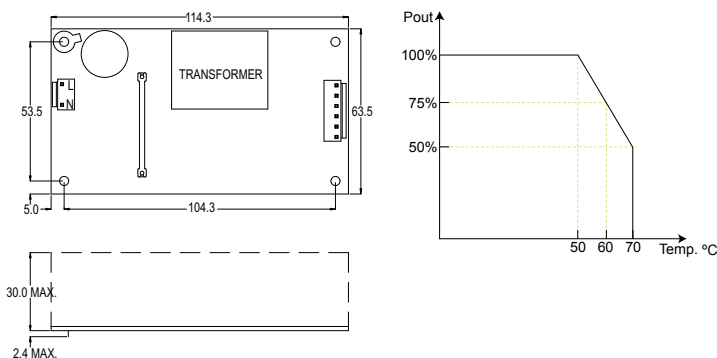 114.3
Pout
100%
TRANSFORMER
L
N
53.5
63.5
75%
50%
5.0
104.3
50 60 70 Temp. ºC
30.0 MAX.
2.4 MAX.